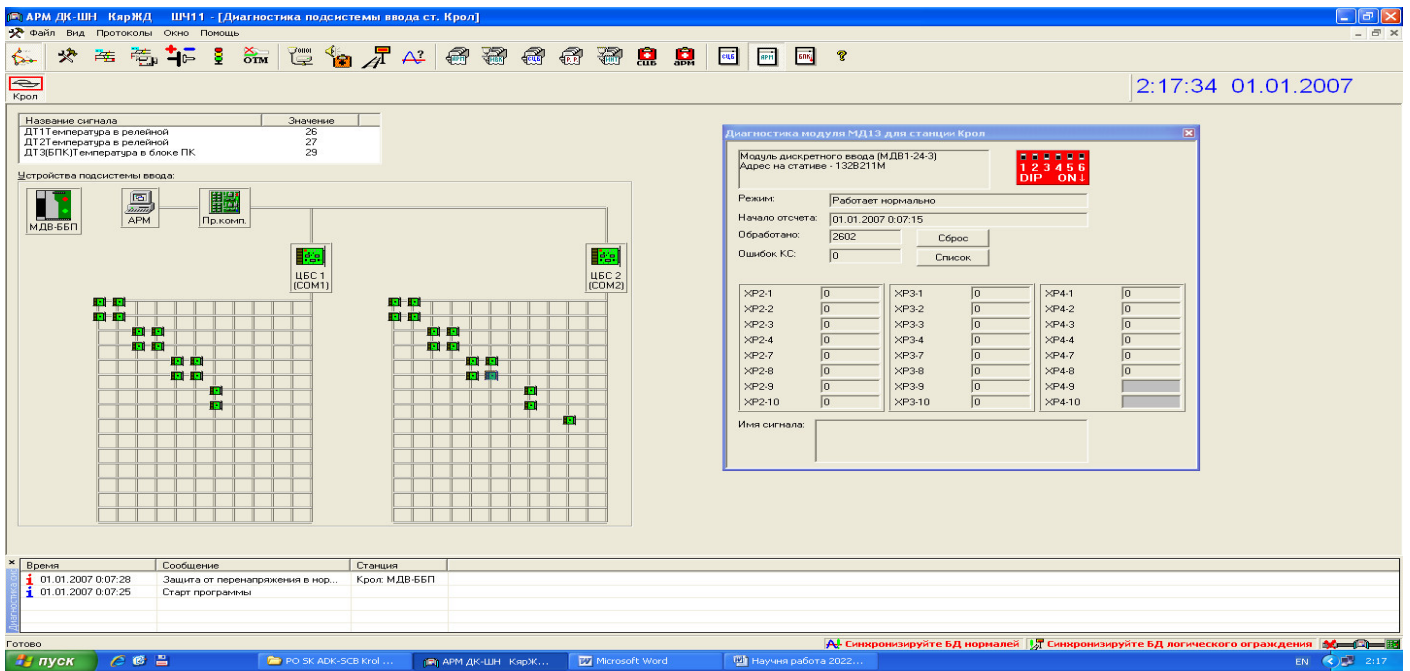 АРМ ДК-ШН КярЖД ШЧ11 - [Диагностика подсистемы ввода ст. Крол]
Файл Вид Протоколы Окно Помощь
ОТМ
СЦБ АРМ
СЦБ АРМ БПК
Крол
2:17:34 01.01.2007
Название сигнала Значение
ДТ1Температура в релейной 26
ДТ2Температура в релейной 27
ДТ3(БПК)Температура в блоке ПК 29
Устройства подсистемы ввода:
МДВ-ББП
АРМ
Пр.комп.
ЦБС 1
(COM1)
ЦБС 2
(COM2)
Диагностика модуля МД13 для станции Крол
Модуль дискретного ввода (МДВ1-24-3)
Адрес на стативе - 132В211М
1 2 3 4 5 6
DIP ON↓
Режим: Работает нормально
Начало отсчета: 01.01.2007 0:07:15
Обработано: 2602 Сброс
Ошибок КС: 0 Список
XP2-1 0 XP3-1 0 XP4-1 0
XP2-2 0 XP3-2 0 XP4-2 0
XP2-3 0 XP3-3 0 XP4-3 0
XP2-4 0 XP3-4 0 XP4-4 0
XP2-7 0 XP3-7 0 XP4-7 0
XP2-8 0 XP3-8 0 XP4-8 0
XP2-9 0 XP3-9 0 XP4-9
XP2-10 0 XP3-10 0 XP4-10
Имя сигнала:
Время Сообщение Станция
01.01.2007 0:07:28 Защита от перенапряжения в нор... Крол: МДВ-ББП
01.01.2007 0:07:25 Старт программы
Готово
Синхронизируйте БД нормалей Синхронизируйте БД логического ограждения
пуск
PO SK ADK-SCB Krol ...
АРМ ДК-ШН КярЖ...
Microsoft Word
Научня работа 2022...
EN 2:17